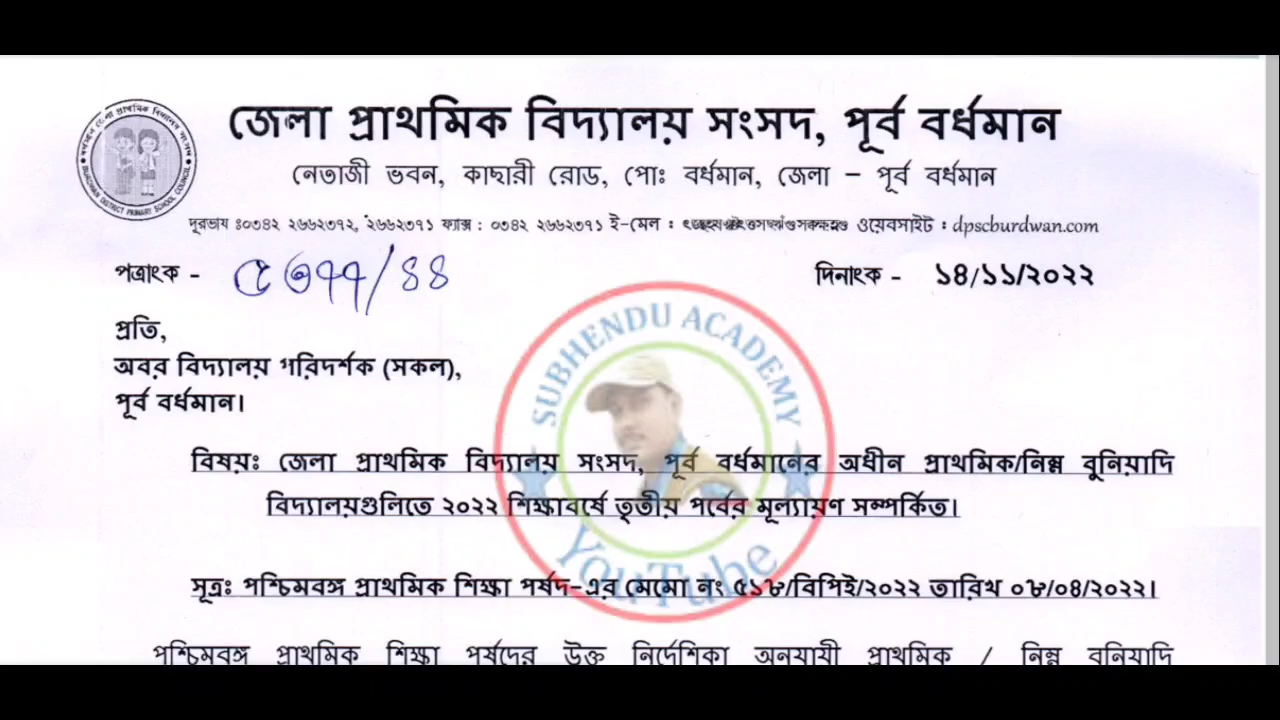 জেলা প্রাথমিক বিদ্যালয় সংসদ, পূর্ব বর্ধমান
নেতাজী ভবন, কাছারী রোড, পোঃ বর্ধমান, জেলা – পূর্ব বর্ধমান
দূরভাষ ঃ০৩৪২ ২৬৬২৩৭২, ২৬৬২৩৭১ ফ্যাক্স : ০৩৪২ ২৬৬২৩৭১ ই-মেল : ওয়েবসাইট : dpscburdwan.com
পত্রাংক - ৫৩৭৭/৪৪ দিনাংক - ১৪/১১/২০২২
প্রতি,
অবর বিদ্যালয় পরিদর্শক (সকল),
পূর্ব বর্ধমান।
বিষয়ঃ জেলা প্রাথমিক বিদ্যালয় সংসদ, পূর্ব বর্ধমানের অধীন প্রাথমিক/নিম্ন বুনিয়াদি
বিদ্যালয়গুলিতে ২০২২ শিক্ষাবর্ষে তৃতীয় পর্বের মূল্যায়ণ সম্পর্কিত।
সূত্রঃ পশ্চিমবঙ্গ প্রাথমিক শিক্ষা পর্ষদ-এর মেমো নং ৫১৮/বিপিই/২০২২ তারিখ ০৮/০৪/২০২২।
পশ্চিমবঙ্গ প্রাথমিক শিক্ষা পর্ষদের উক্ত নির্দেশিকা অনুযায়ী প্রাথমিক / নিম্ন বুনিয়াদি
SUBHENDU ACADEMY
YouTube